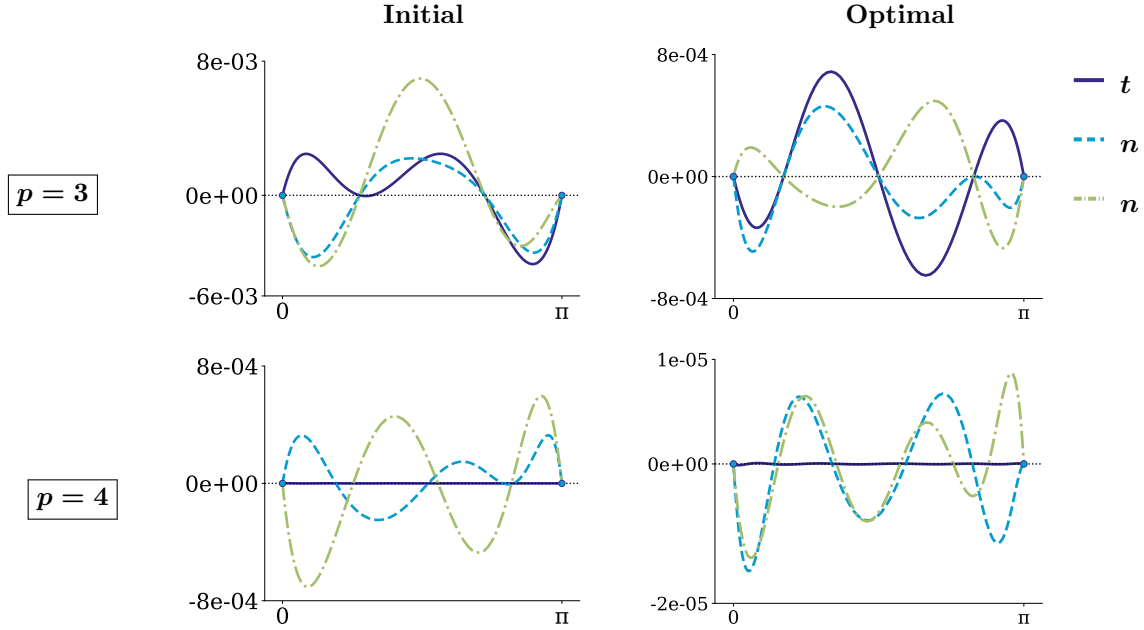 Initial
Optimal
8e-03
0e+00
-6e-03
0
π
p = 3
8e-04
0e+00
-8e-04
0
π
t
n
n
8e-04
0e+00
-8e-04
0
π
p = 4
1e-05
0e+00
-2e-05
0
π